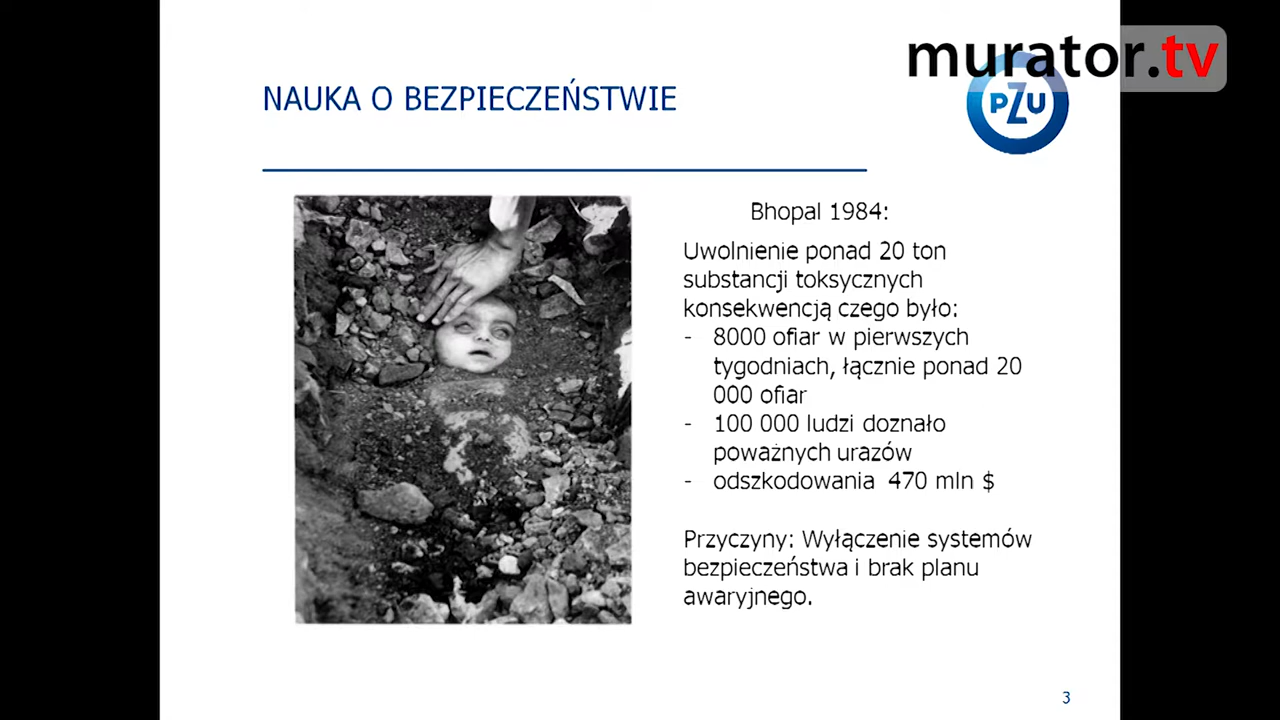 murator.tv
PZU
NAUKA O BEZPIECZEŃSTWIE
Bhopal 1984:
Uwolnienie ponad 20 ton
substancji toksycznych
konsekwencją czego było:
- 8000 ofiar w pierwszych
tygodniach, łącznie ponad 20
000 ofiar
- 100 000 ludzi doznało
poważnych urazów
- odszkodowania 470 mln $
Przyczyny: Wyłączenie systemów
bezpieczeństwa i brak planu
awaryjnego.
3